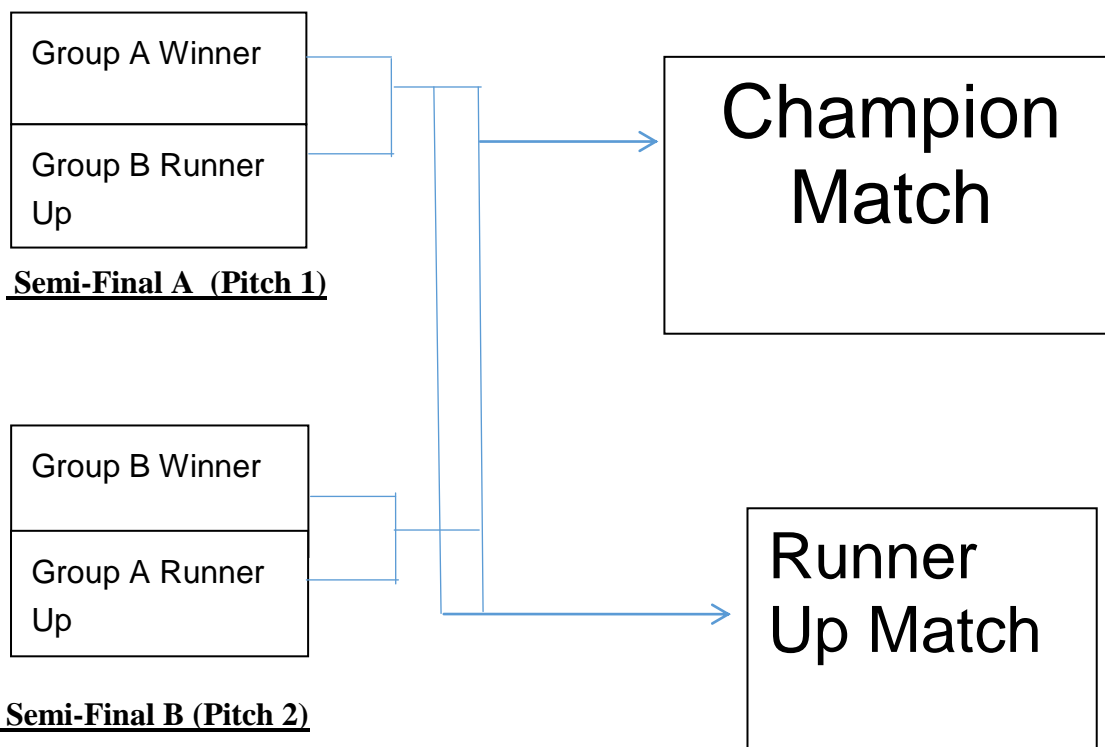 Group A Winner
Group B Runner
Up
Semi-Final A (Pitch 1)
Champion
Match
Group B Winner
Group A Runner
Up
Semi-Final B (Pitch 2)
Runner
Up Match